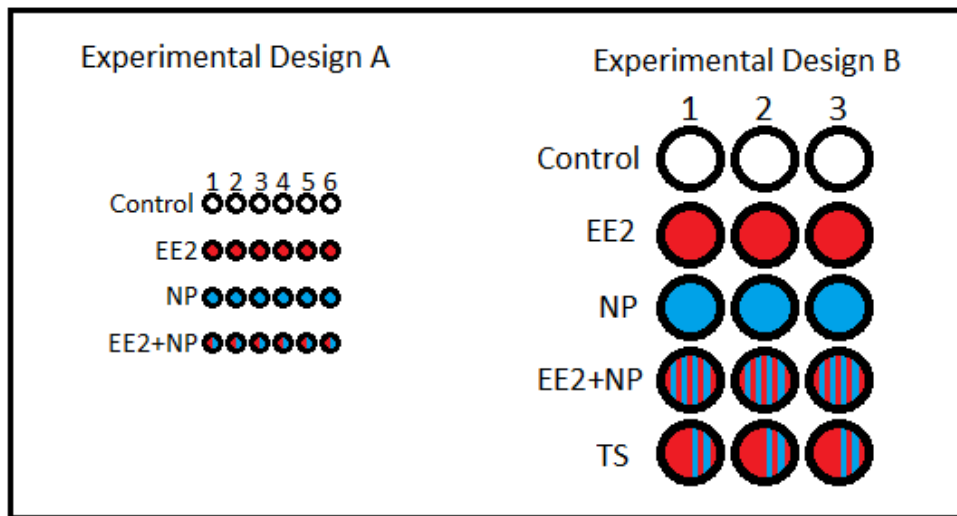 Experimental Design A
1 2 3 4 5 6
Control
EE2
NP
EE2+NP
Experimental Design B
1 2 3
Control
EE2
NP
EE2+NP
TS